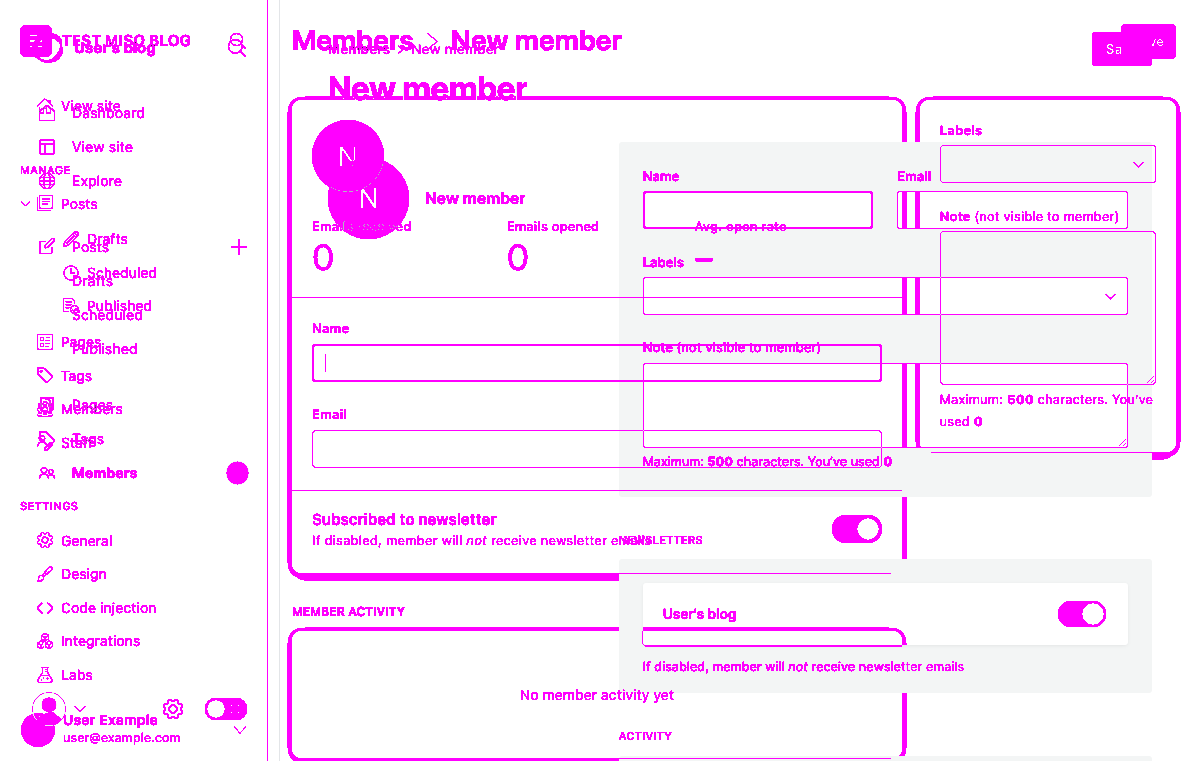 TEST MISO BLOG
User's blog
View site
Dashboard
View site
MANAGE
Explore
Posts
Drafts
Posts
Scheduled
Drafts
Published
Scheduled
Pages
Published
Tags
Members
Pages
Staff
Tags
Members
SETTINGS
General
Design
Code injection
Integrations
Labs
User Example
user@example.com
Members > New member
Members > New member
New member
N
N
New member
Emails opened
Avg. open rate
0
0
Name
Email
Subscribed to newsletter
If disabled, member will not receive newsletter emails
MEMBER ACTIVITY
No member activity yet
Name
Email
Labels
Note (not visible to member)
Maximum: 500 characters. You've used 0
NEWSLETTERS
User's blog
If disabled, member will not receive newsletter emails
ACTIVITY
Labels
Note (not visible to member)
Maximum: 500 characters. You've
used 0